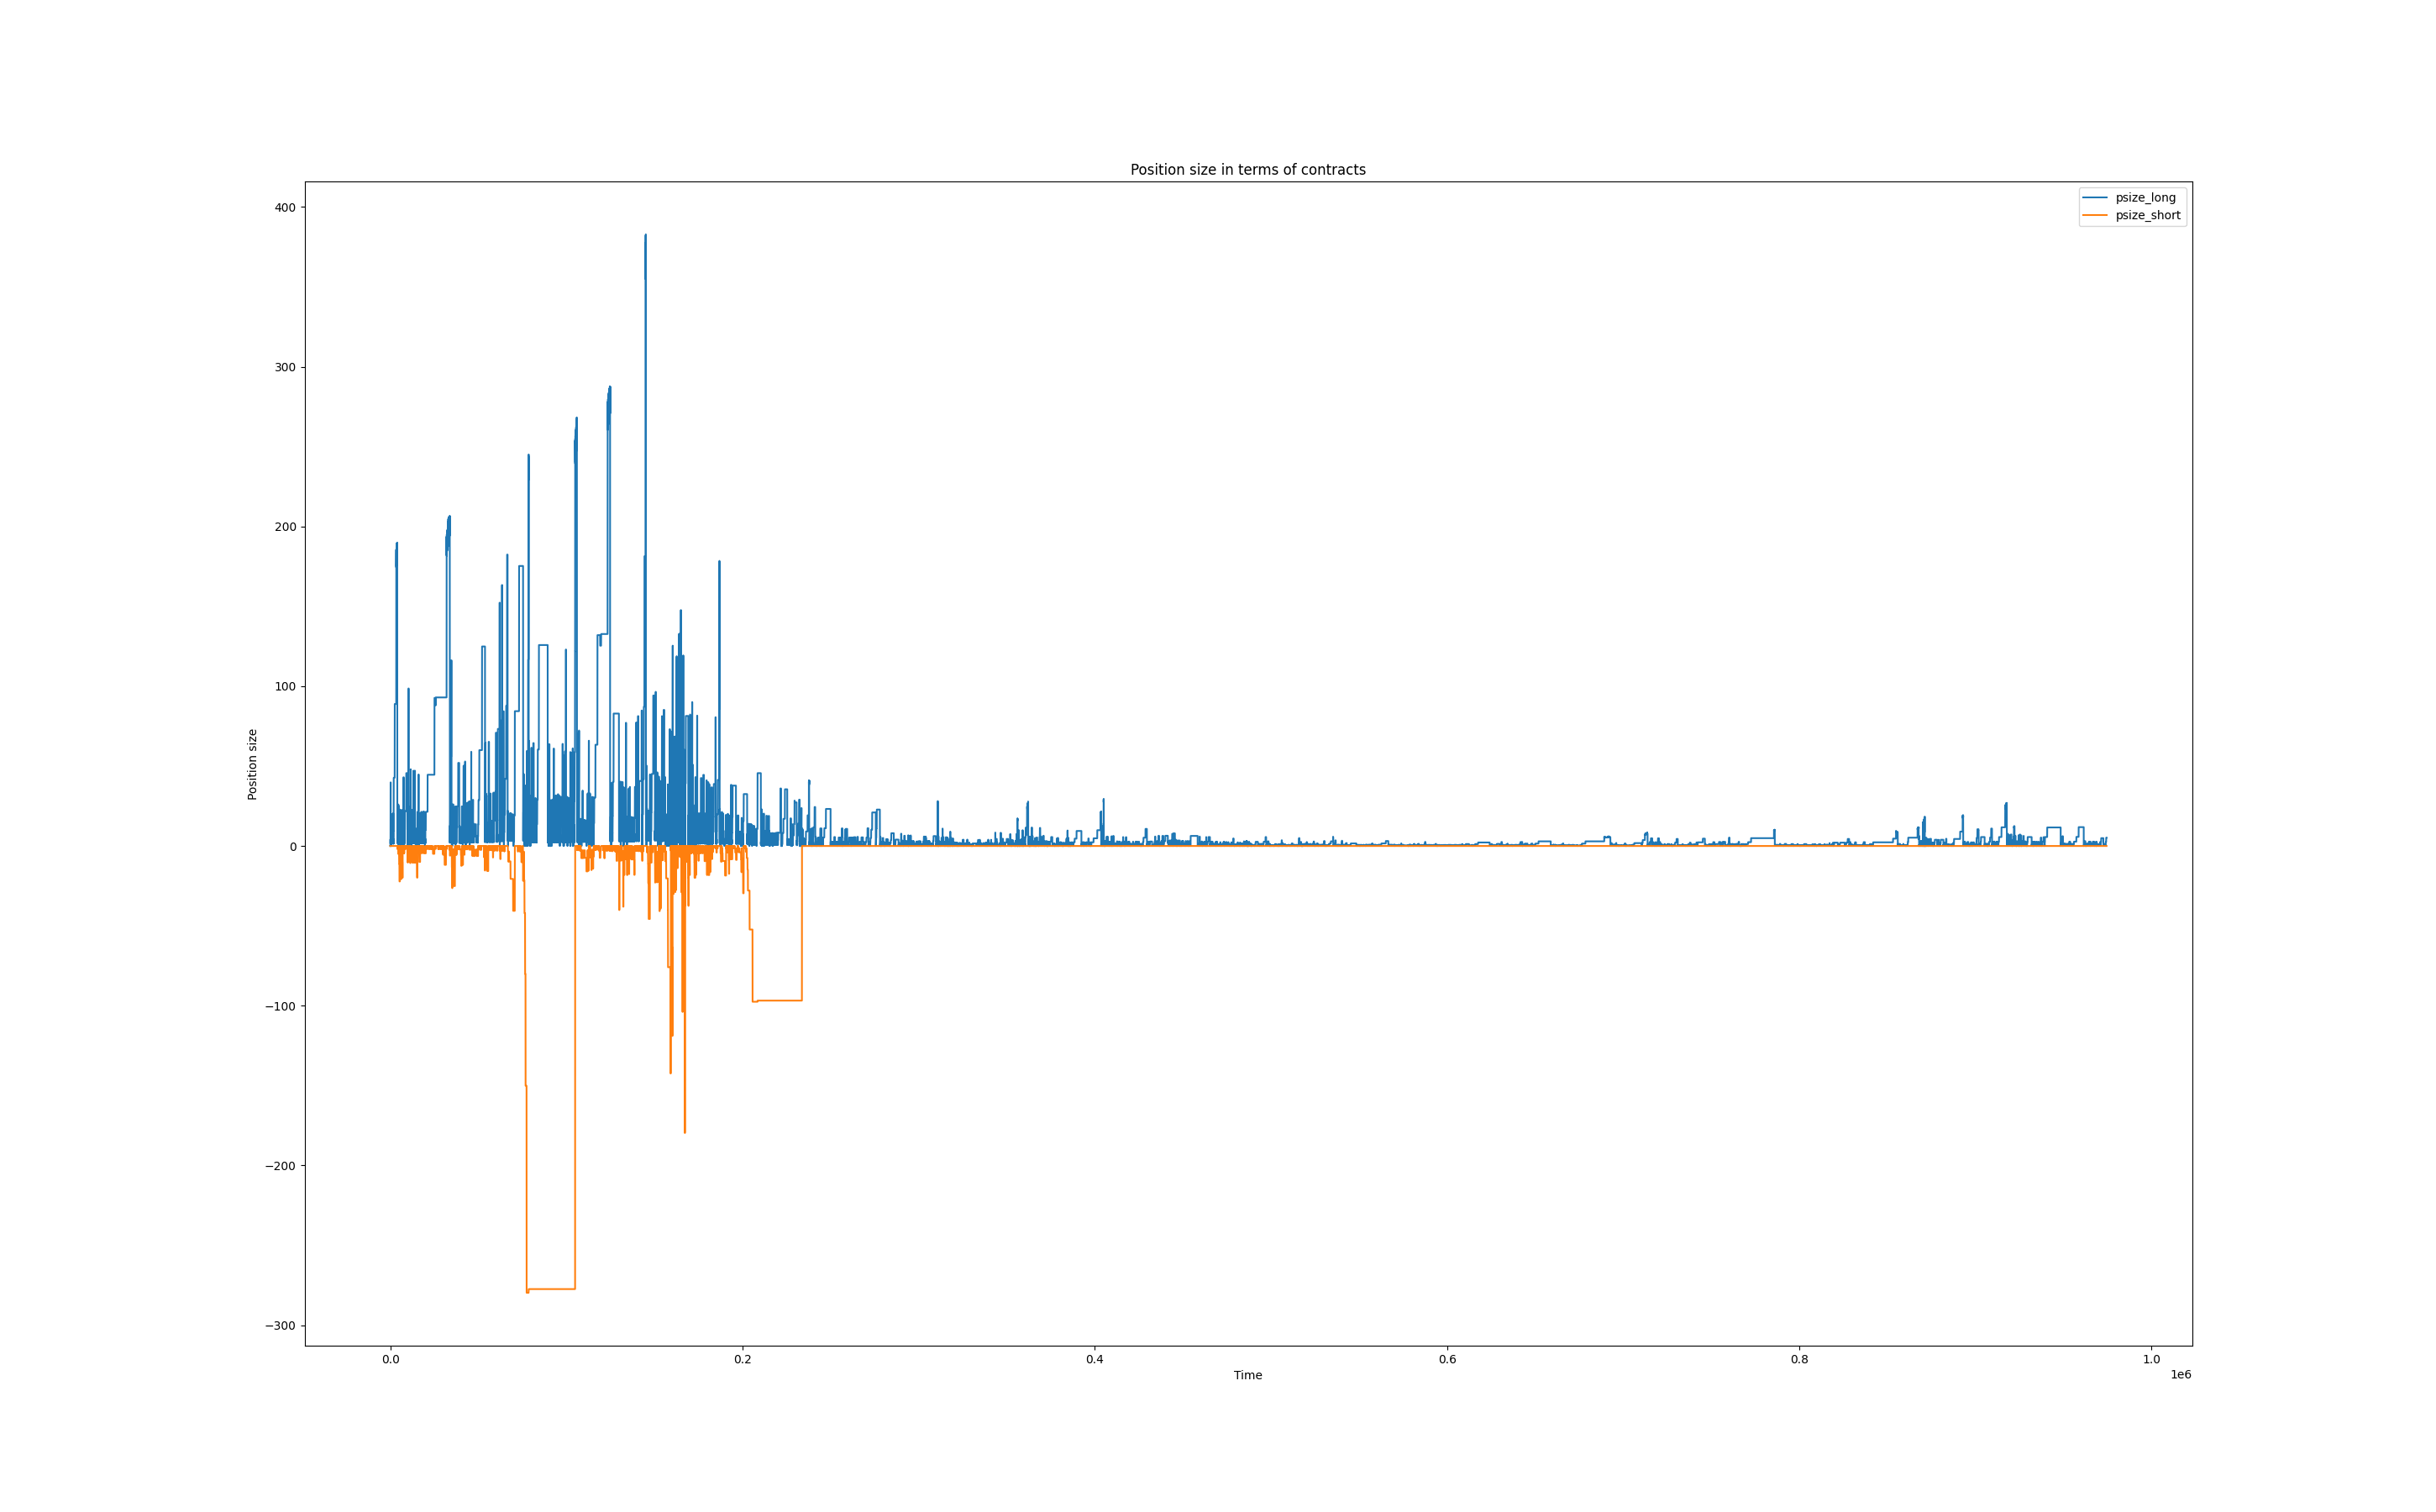 Position size in terms of contracts
psize_long
psize_short
400
300
200
100
0
−100
−200
−300
Position size
0.0
0.2
0.4
0.6
0.8
1.0
Time
1e6